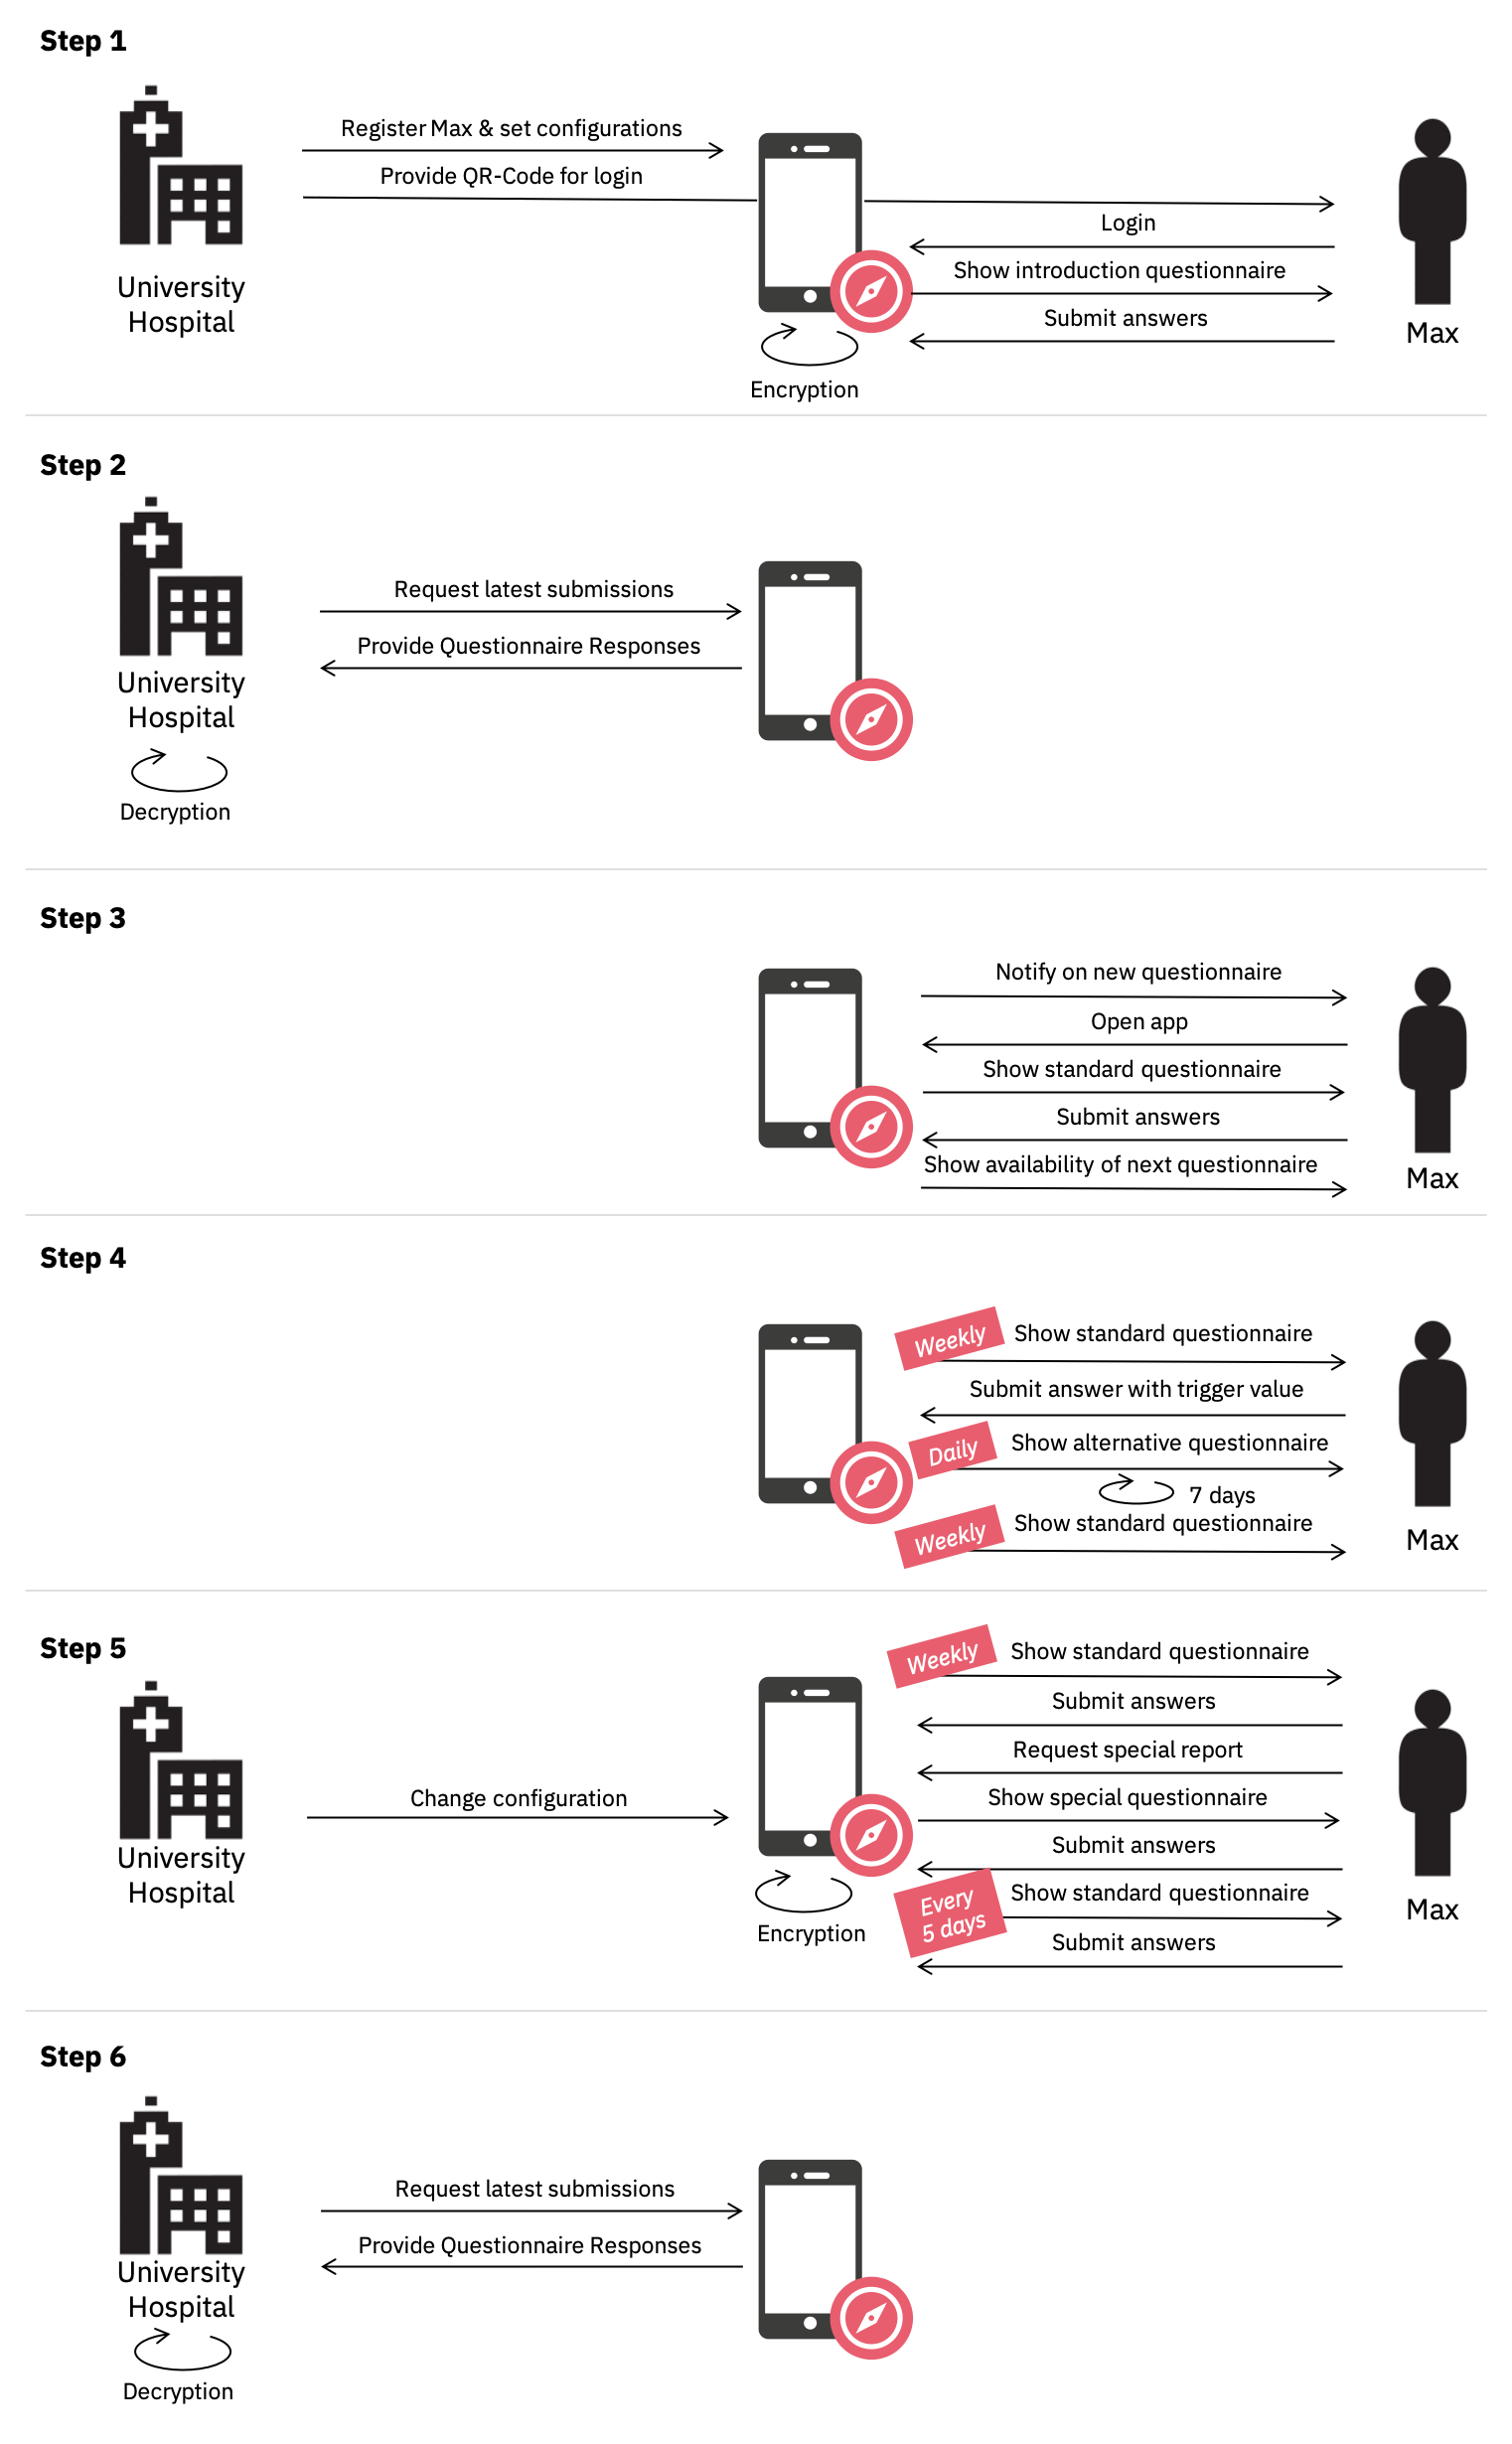 Step 1
Register Max & set configurations
Provide QR-Code for login
Login
Show introduction questionnaire
Submit answers
University
Hospital
Max
Encryption
Step 2
Request latest submissions
Provide Questionnaire Responses
University
Hospital
Decryption
Step 3
Notify on new questionnaire
Open app
Show standard questionnaire
Submit answers
Show availability of next questionnaire
Max
Step 4
Weekly
Show standard questionnaire
Submit answer with trigger value
Daily
Show alternative questionnaire
7 days
Weekly
Show standard questionnaire
Max
Step 5
Weekly
Show standard questionnaire
Submit answers
Request special report
Change configuration
Show special questionnaire
Submit answers
University
Hospital
Every
5 days
Show standard questionnaire
Max
Encryption
Submit answers
Step 6
Request latest submissions
Provide Questionnaire Responses
University
Hospital
Decryption